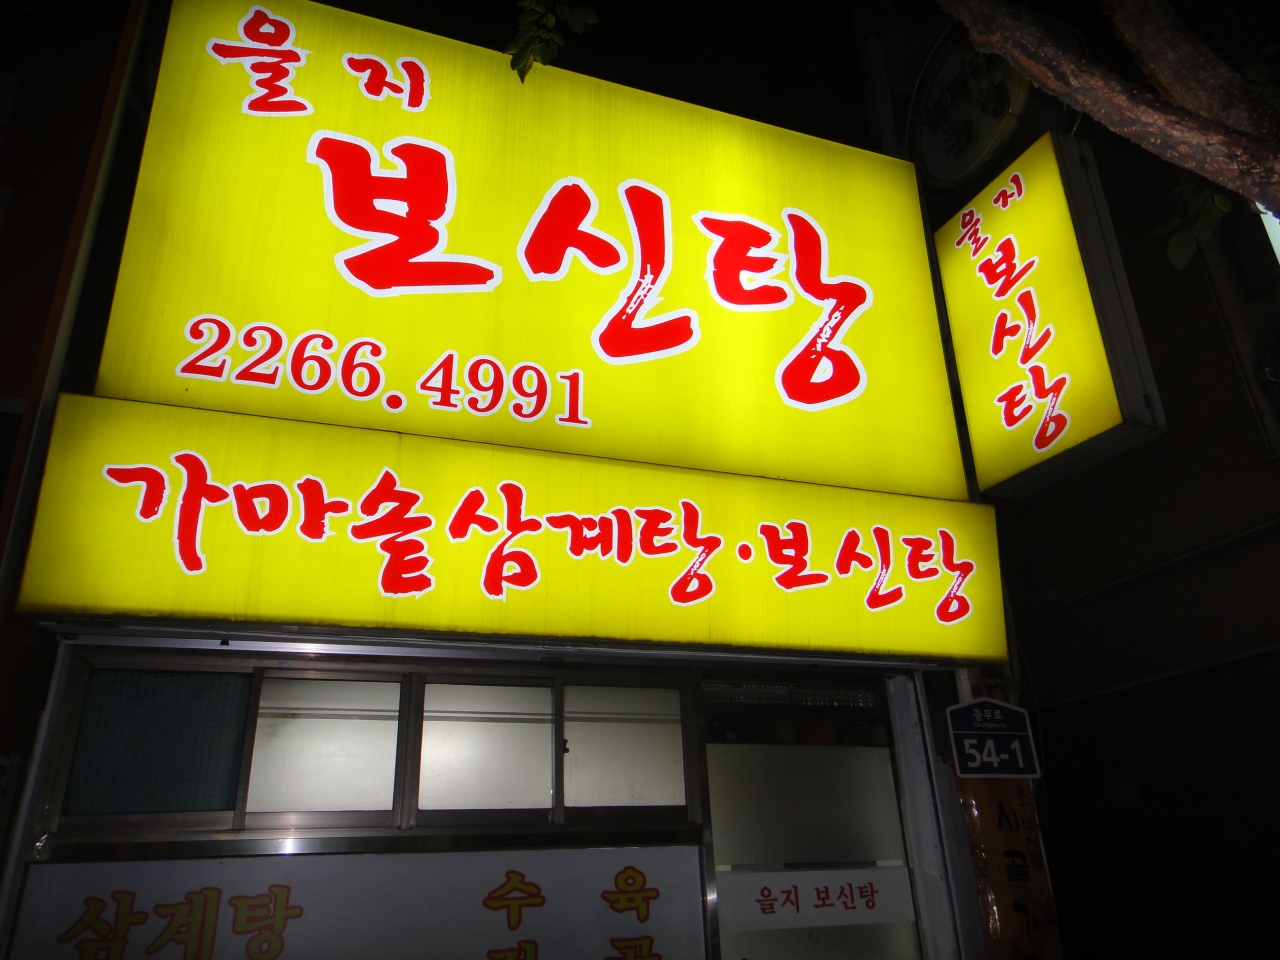 을지
보신탕
2266.4991
가마솥삼계탕·보신탕
을지
보신탕
충무로
54-1
삼계탕
수
육
을지 보신탕
골